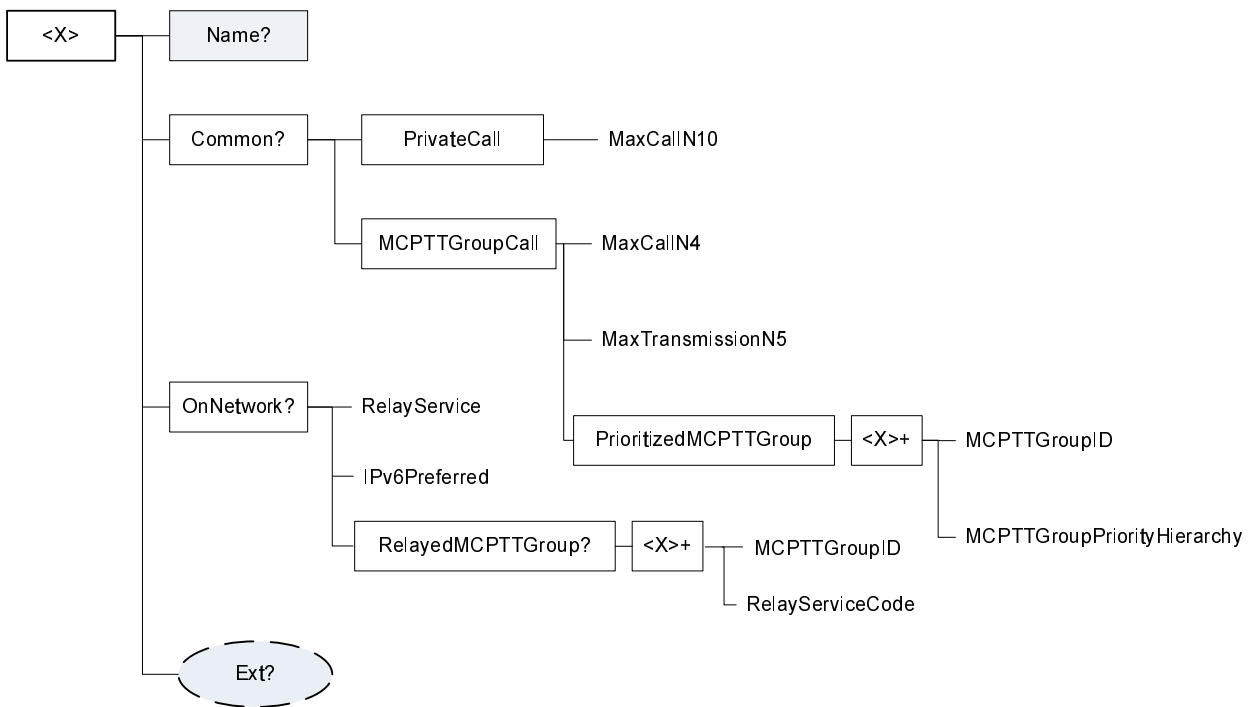 <X>
Name?
Common?
PrivateCall
MaxCallN10
MCPTTGroupCall
MaxCallN4
MaxTransmissionN5
OnNetwork?
RelayService
PrioritizedMCPTTGroup
<X>+
MCPTTGroupID
IPv6Preferred
MCPTTGroupPriorityHierarchy
RelayedMCPTTGroup?
<X>+
MCPTTGroupID
RelayServiceCode
Ext?